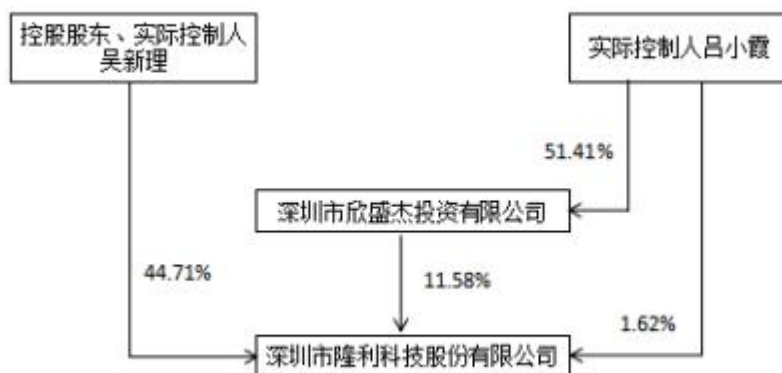 控股股东、实际控制人
吴新理
实际控制人吕小霞
51.41%
深圳市欣盛杰投资有限公司
44.71%
11.58%
1.62%
深圳市隆利科技股份有限公司